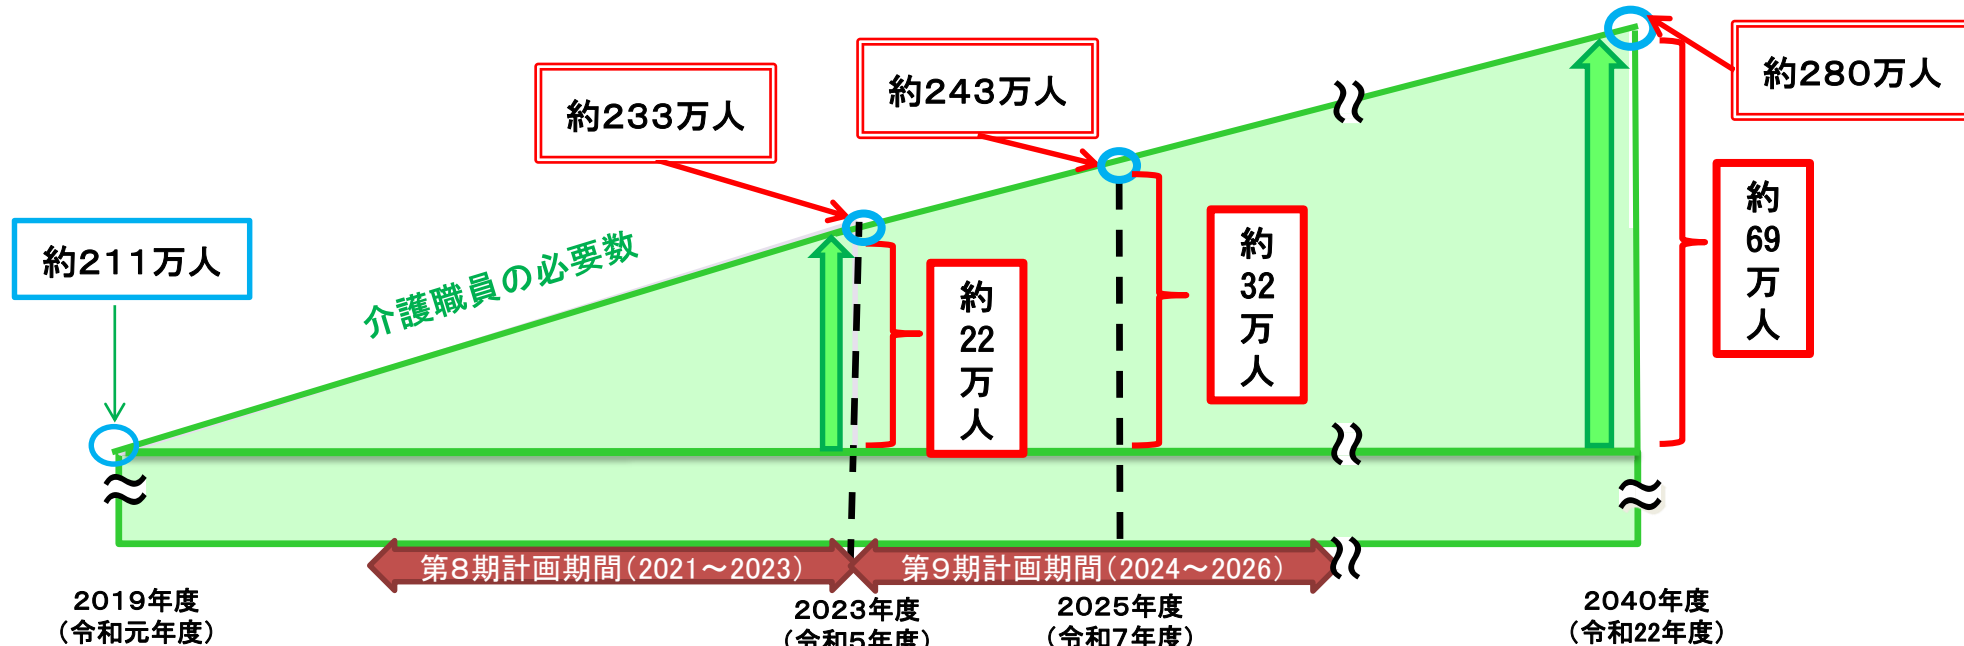 約280万人
約243万人
約233万人
約211万人
介護職員の必要数
約
22
万
人
約
32
万
人
約
69
万
人
第8期計画期間(2021～2023)
第9期計画期間(2024～2026)
2019年度
(令和元年度)
2023年度
(令和5年度)
2025年度
(令和7年度)
2040年度
(令和22年度)